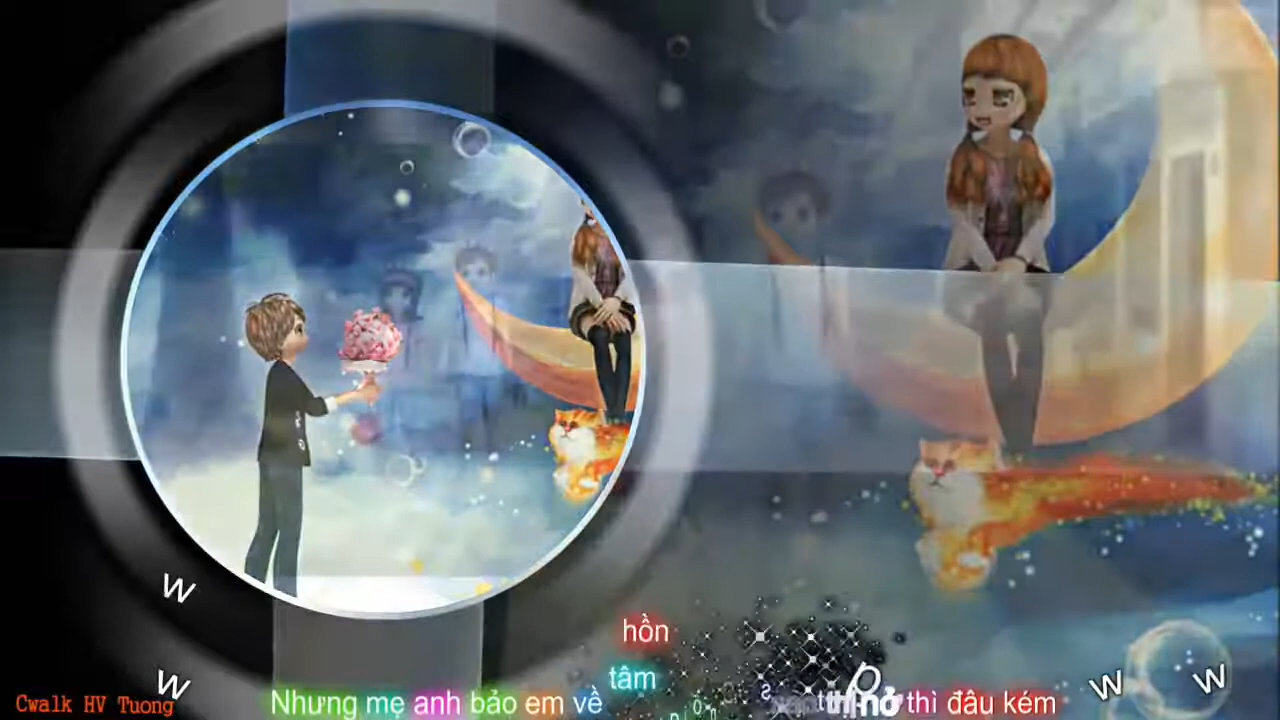 W
hồn
tâm
W
W
W
Cwalk HV Tuong
Nhưng mẹ anh bảo em về
thì đâu kém